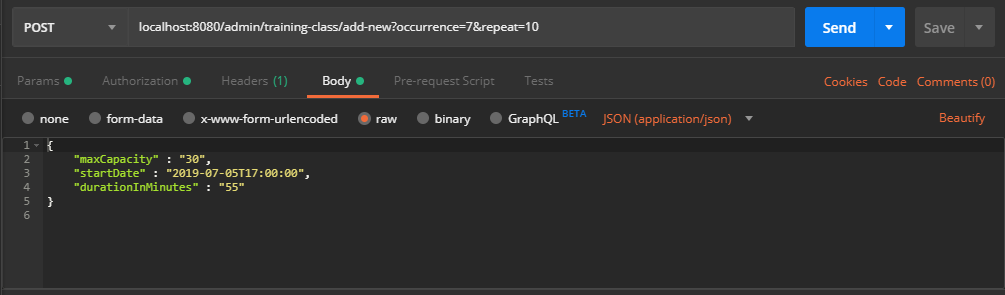 POST localhost:8080/admin/training-class/add-new?occurrence=7&repeat=10 Send Save
Params Authorization Headers (1) Body Pre-request Script Tests Cookies Code Comments (0)
none form-data x-www-form-urlencoded raw binary GraphQL BETA JSON (application/json) Beautify
1 {
2 "maxCapacity" : "30",
3 "startDate" : "2019-07-05T17:00:00",
4 "durationInMinutes" : "55"
5 }
6